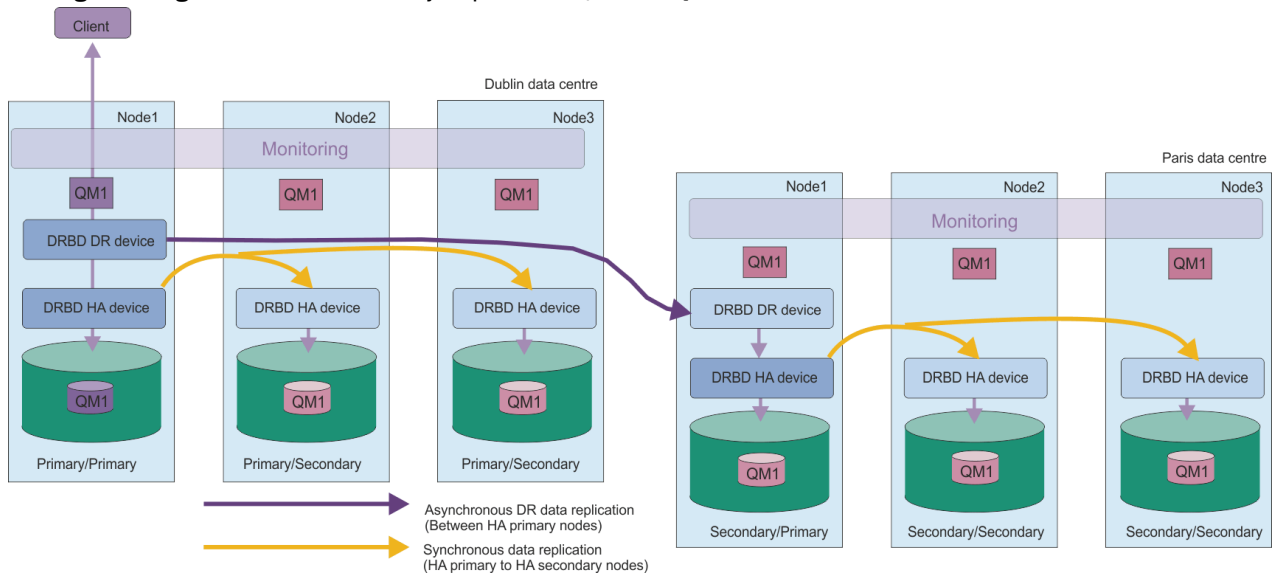 Client
Dublin data centre
Node1
Node2
Node3
Monitoring
QM1
QM1
QM1
DRBD DR device
DRBD HA device
DRBD HA device
DRBD HA device
QM1
QM1
QM1
Primary/Primary
Primary/Secondary
Primary/Secondary
Paris data centre
Node1
Node2
Node3
Monitoring
QM1
QM1
QM1
DRBD DR device
DRBD HA device
DRBD HA device
DRBD HA device
QM1
QM1
QM1
Secondary/Primary
Secondary/Secondary
Secondary/Secondary
Asynchronous DR data replication
(Between HA primary nodes)
Synchronous data replication
(HA primary to HA secondary nodes)